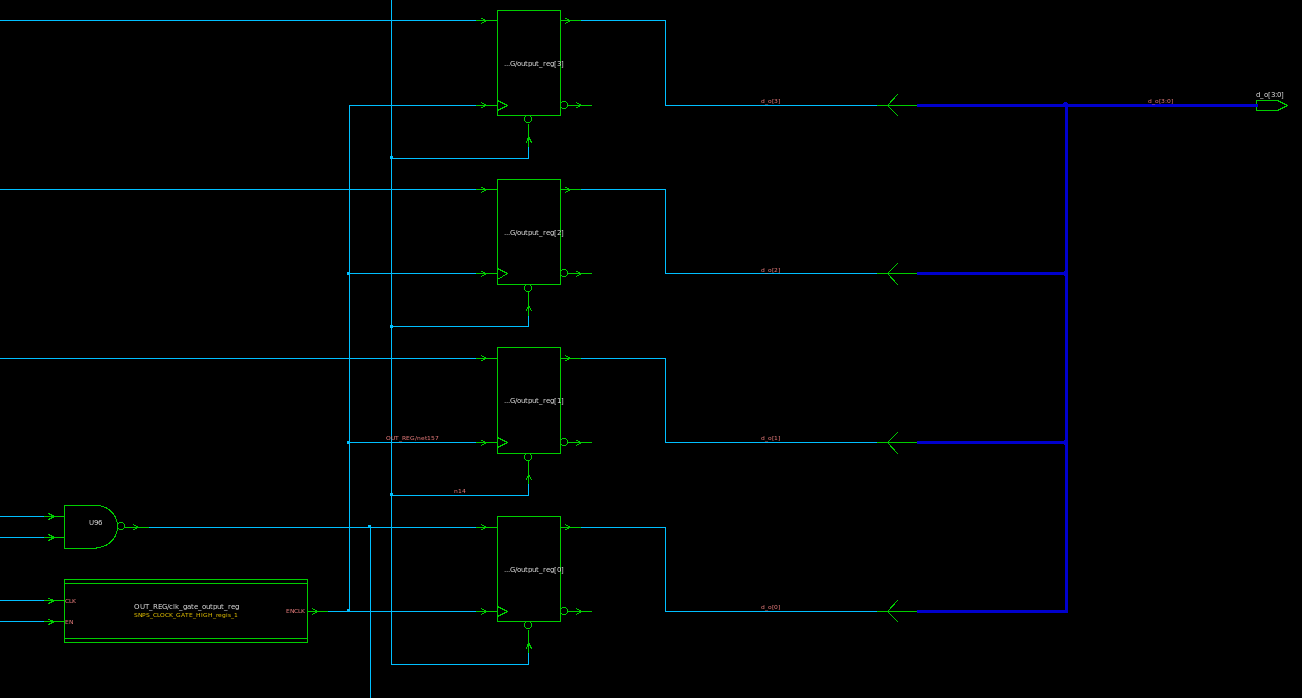 ...G/output_reg[3]
d_o[3]
d_o[3:0]
d_o[3:0]
...G/output_reg[2]
d_o[2]
...G/output_reg[1]
OUT_REG/net157
d_o[1]
n14
U96
...G/output_reg[0]
CLK
OUT_REG/clk_gate_output_reg
ENCLK
d_o[0]
SNPS_CLOCK_GATE_HIGH_regis_1
EN